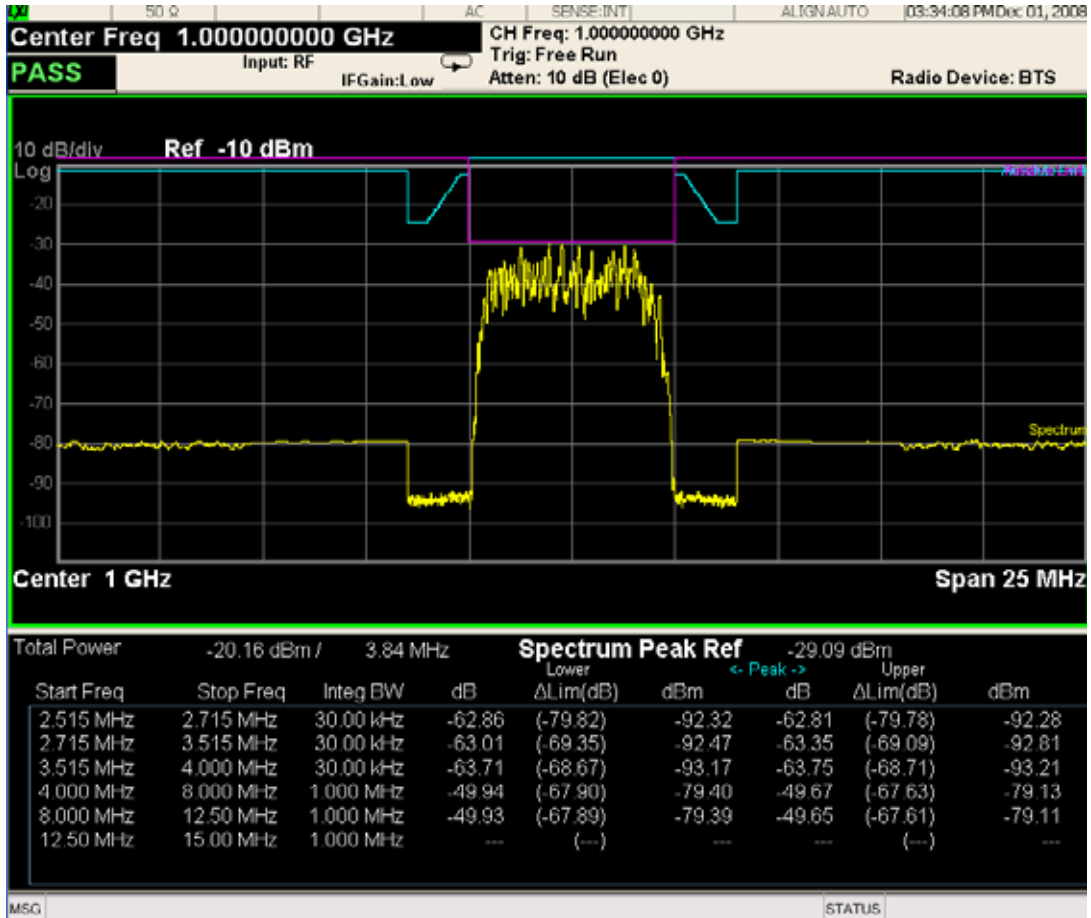 LXI 50 Ω AC SENSE:INT ALIGN AUTO 03:34:08 PM Dec 01, 2008
Center Freq 1.000000000 GHz CH Freq: 1.000000000 GHz
Input: RF Trig: Free Run
PASS IFGain:Low Atten: 10 dB (Elec 0) Radio Device: BTS
10 dB/div Ref -10 dBm
Log
-20
-30
-40
-50
-60
-70
-80
Spectrum
-90
-100
Center 1 GHz Span 25 MHz
Total Power -20.16 dBm / 3.84 MHz Spectrum Peak Ref -29.09 dBm
Lower <- Peak -> Upper
Start Freq Stop Freq Integ BW dB ΔLim(dB) dBm dB ΔLim(dB) dBm
2.515 MHz 2.715 MHz 30.00 kHz -62.86 (-79.82) -92.32 -62.81 (-79.78) -92.28
2.715 MHz 3.515 MHz 30.00 kHz -63.01 (-69.35) -92.47 -63.35 (-69.09) -92.81
3.515 MHz 4.000 MHz 30.00 kHz -63.71 (-68.67) -93.17 -63.75 (-68.71) -93.21
4.000 MHz 8.000 MHz 1.000 MHz -49.94 (-67.90) -79.40 -49.67 (-67.63) -79.13
8.000 MHz 12.50 MHz 1.000 MHz -49.93 (-67.89) -79.39 -49.65 (-67.61) -79.11
12.50 MHz 15.00 MHz 1.000 MHz --- (---) --- --- (---) ---
MSG STATUS